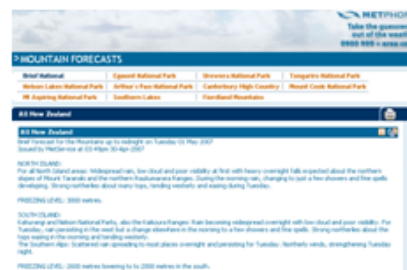 METPHONE
Take the guesswork
out of the weather
0900 999 + area code
> MOUNTAIN FORECASTS
Brief National
Egmont National Park
Urewera National Park
Tongariro National Park
Nelson Lakes National Park
Arthur's Pass National Park
Canterbury High Country
Mount Cook National Park
Mt Aspiring National Park
Southern Lakes
Fiordland Mountains
All New Zealand
All New Zealand
Brief Forecast for the Mountains up to midnight on Tuesday 01 May 2007
Issued by MetService at 03:49pm 30-Apr-2007
NORTH ISLAND:
For all North Island areas: Widespread rain, low cloud and poor visibility at first with heavy overnight falls expected about the northern
slopes of Mount Taranaki and the northern Raukumara Ranges. During the morning rain, changing to just a few showers and fine spells
developing. Strong northerlies about many tops, tending westerly and easing during Tuesday.
FREEZING LEVEL: 3000 metres.
SOUTH ISLAND:
Kahurangi and Nelson National Parks, also the Kaikoura Ranges: Rain becoming widespread overnight with low cloud and poor visibility. For
Tuesday, rain persisting in the west but a change elsewhere in the morning to a few showers and fine spells. Strong northerlies about the
tops easing in the morning and tending westerly.
The Southern Alps: Scattered rain spreading to most places overnight and persisting for Tuesday. Northerly winds, strengthening Tuesday
night.
FREEZING LEVEL: 2600 metres lowering to to 2000 metres in the south.